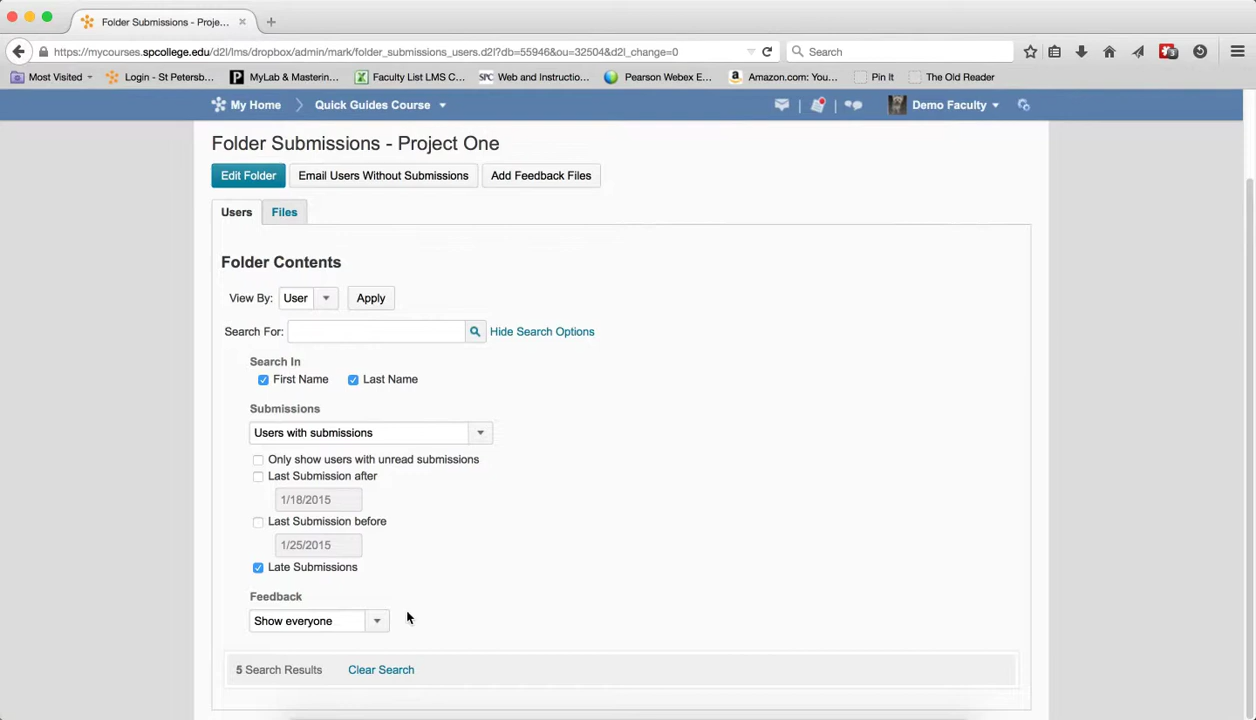 Folder Submissions - Proje...
https://mycourses.spcollege.edu/d2l/lms/dropbox/admin/mark/folder_submissions_users.d2l?db=55946&ou=32504&d2l_change=0
Search
Most Visited
Login - St Petersb...
P
MyLab & Mastering...
Faculty List LMS C...
SPC
Web and Instructio...
Pearson Webex E...
a
Amazon.com: You...
Pin It
The Old Reader
My Home
Quick Guides Course
Demo Faculty
Folder Submissions - Project One
Edit Folder
Email Users Without Submissions
Add Feedback Files
Users
Files
Folder Contents
View By:
User
Apply
Search For:
Hide Search Options
Search In
First Name
Last Name
Submissions
Users with submissions
Only show users with unread submissions
Last Submission after
1/18/2015
Last Submission before
1/25/2015
Late Submissions
Feedback
Show everyone
5 Search Results
Clear Search